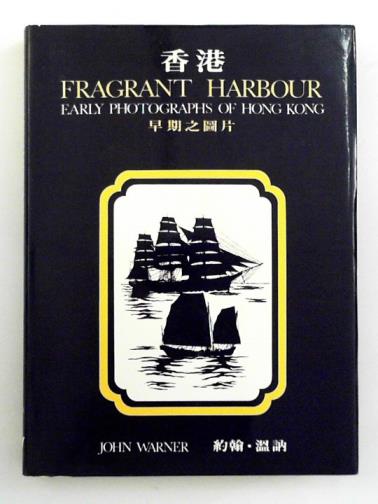 香港
FRAGRANT HARBOUR
EARLY PHOTOGRAPHS OF HONG KONG
早期之圖片
JOHN WARNER 約翰·溫訥